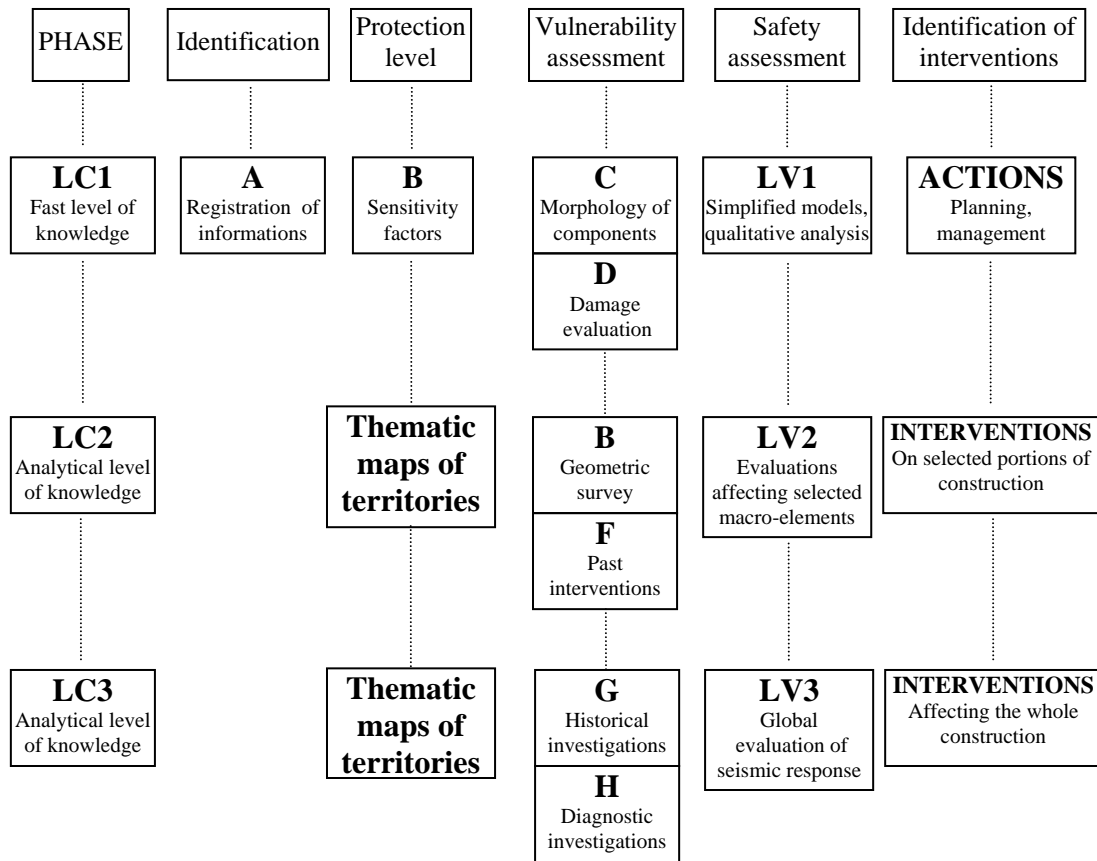 PHASE
Identification
Protection
level
Vulnerability
assessment
Safety
assessment
Identification of
interventions
LC1
Fast level of
knowledge
A
Registration of
informations
B
Sensitivity
factors
C
Morphology of
components
D
Damage
evaluation
LV1
Simplified models,
qualitative analysis
ACTIONS
Planning,
management
LC2
Analytical level
of knowledge
Thematic
maps of
territories
B
Geometric
survey
F
Past
interventions
LV2
Evaluations
affecting selected
macro-elements
INTERVENTIONS
On selected portions of
construction
LC3
Analytical level
of knowledge
Thematic
maps of
territories
G
Historical
investigations
H
Diagnostic
investigations
LV3
Global
evaluation of
seismic response
INTERVENTIONS
Affecting the whole
construction